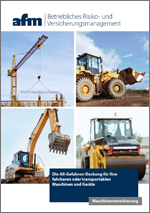 afm
Betriebliches Risiko- und
Versicherungsmanagement
Die All-Gefahren-Deckung für Ihre
fahrbaren oder transportablen
Maschinen und Geräte
Maschinenversicherung